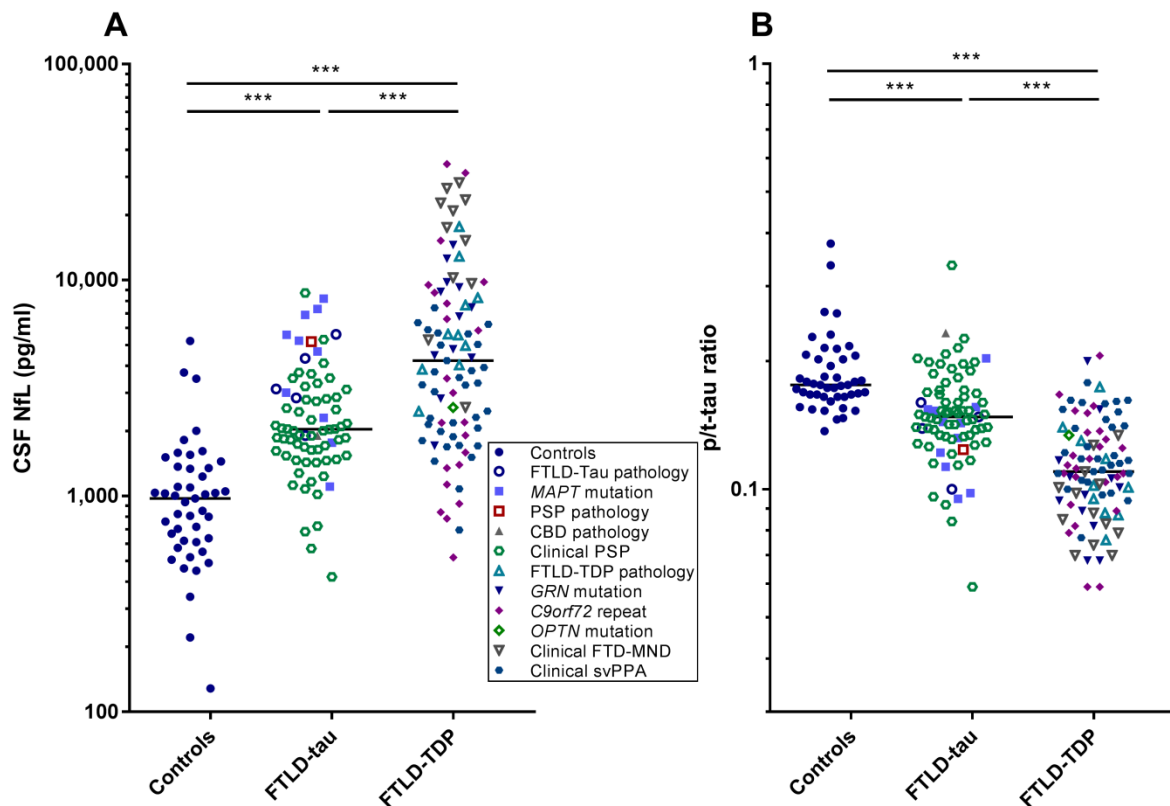 A
CSF NfL (pg/ml)
100,000
10,000
1,000
100
***
***
***
Controls
FTLD-tau
FTLD-TDP
Controls
FTLD-Tau pathology
MAPT mutation
PSP pathology
CBD pathology
Clinical PSP
FTLD-TDP pathology
GRN mutation
C9orf72 repeat
OPTN mutation
Clinical FTD-MND
Clinical svPPA
B
p/t-tau ratio
1
0.1
***
***
***
Controls
FTLD-tau
FTLD-TDP